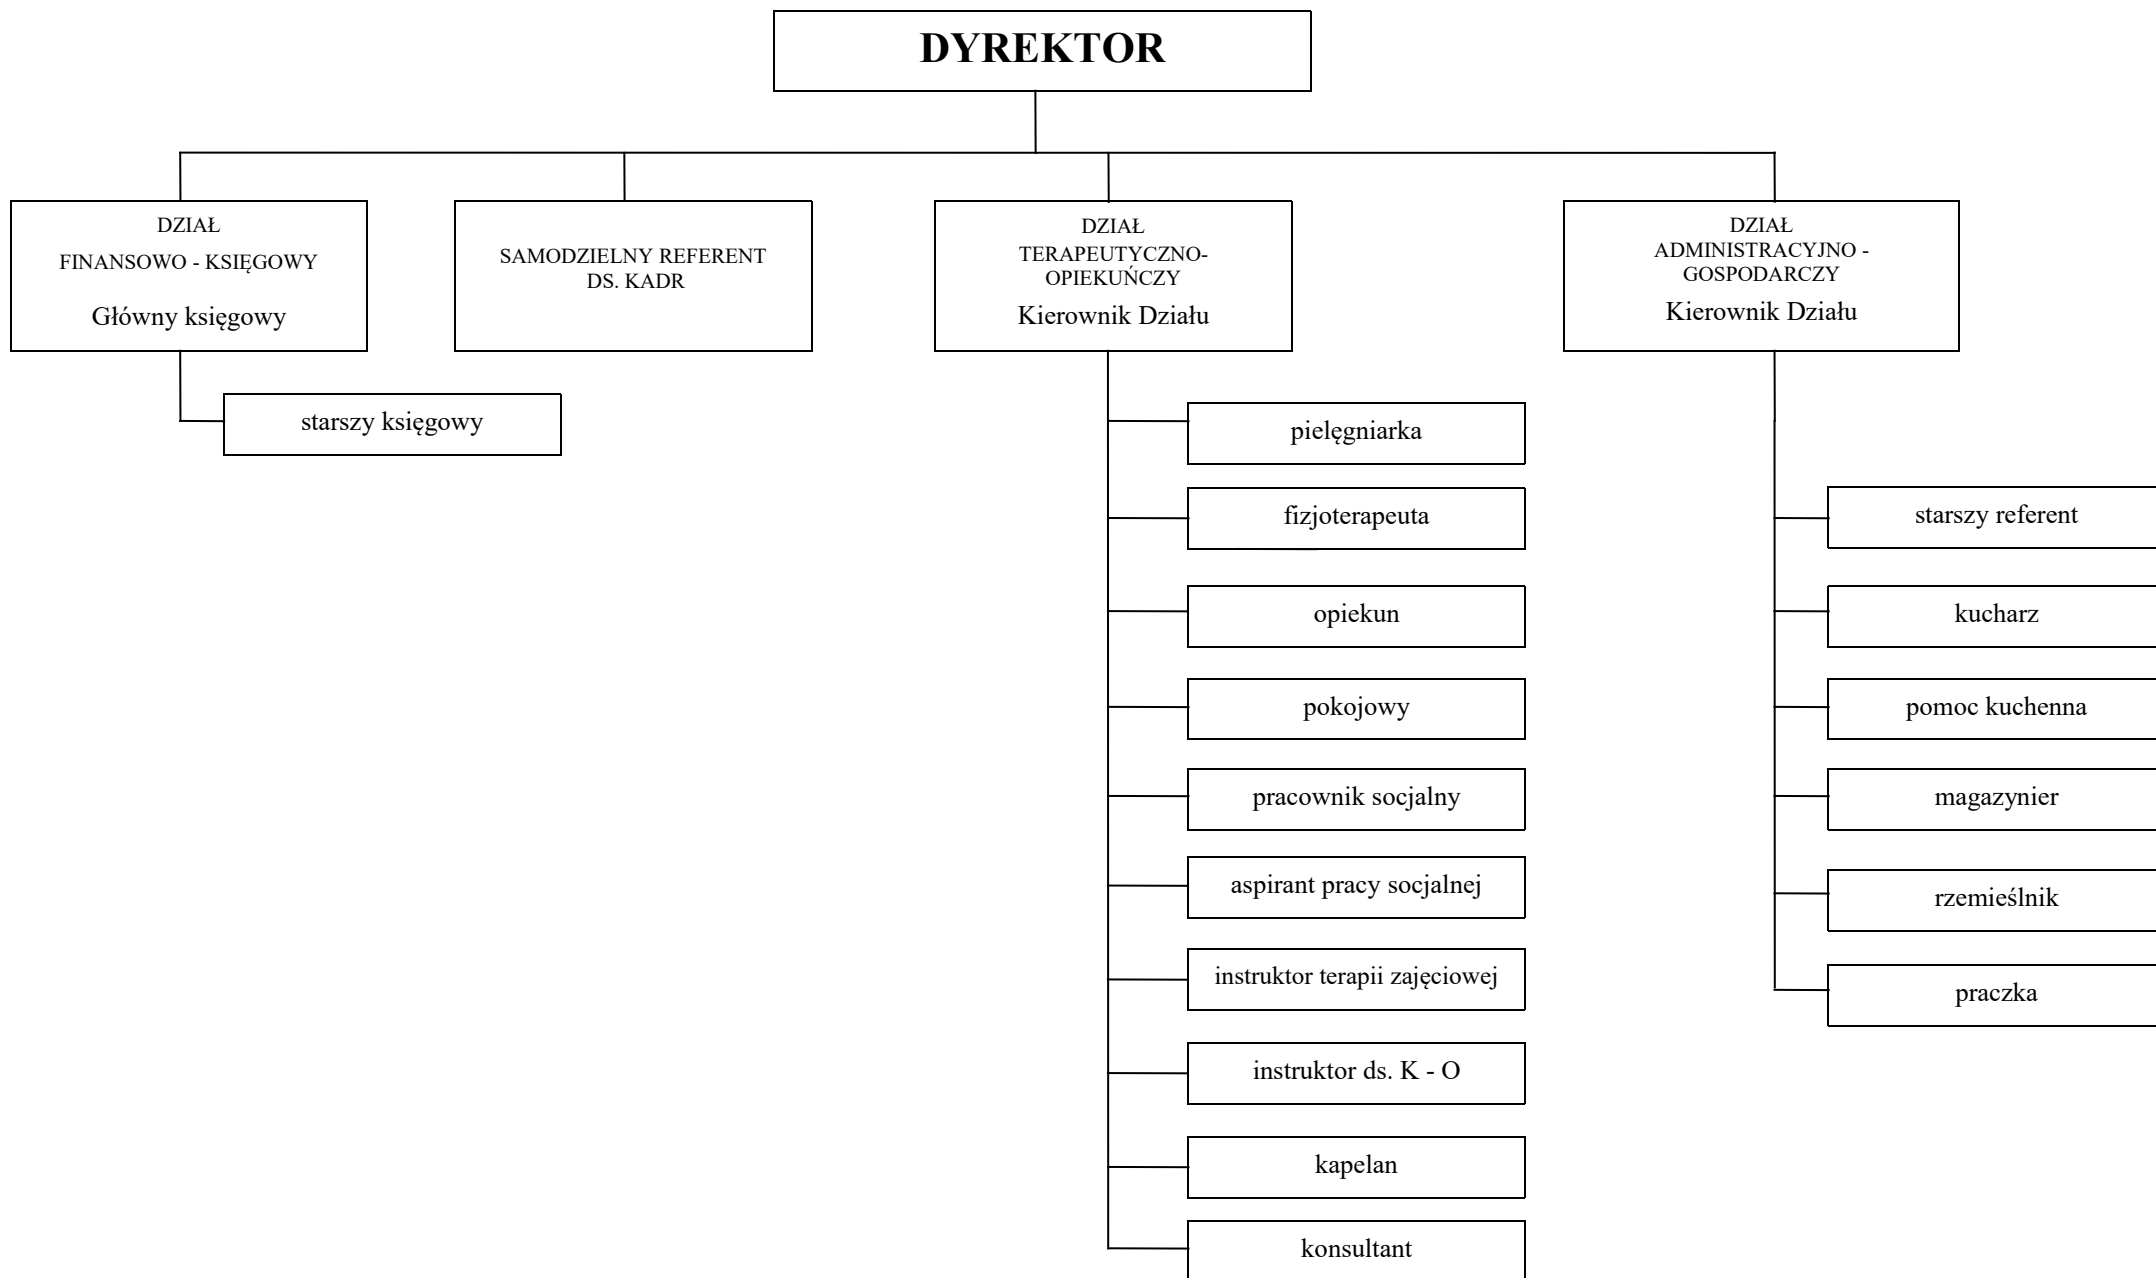 DYREKTOR
DZIAŁ
FINANSOWO - KSIĘGOWY
Główny księgowy
SAMODZIELNY REFERENT
DS. KADR
DZIAŁ
TERAPEUTYCZNO-
OPIEKUŃCZY
Kierownik Działu
DZIAŁ
ADMINISTRACYJNO -
GOSPODARCZY
Kierownik Działu
starszy księgowy
pielęgniarka
fizjoterapeuta
opiekun
pokojowy
pracownik socjalny
aspirant pracy socjalnej
instruktor terapii zajęciowej
instruktor ds. K - O
kapelan
konsultant
starszy referent
kucharz
pomoc kuchenna
magazynier
rzemieślnik
praczka